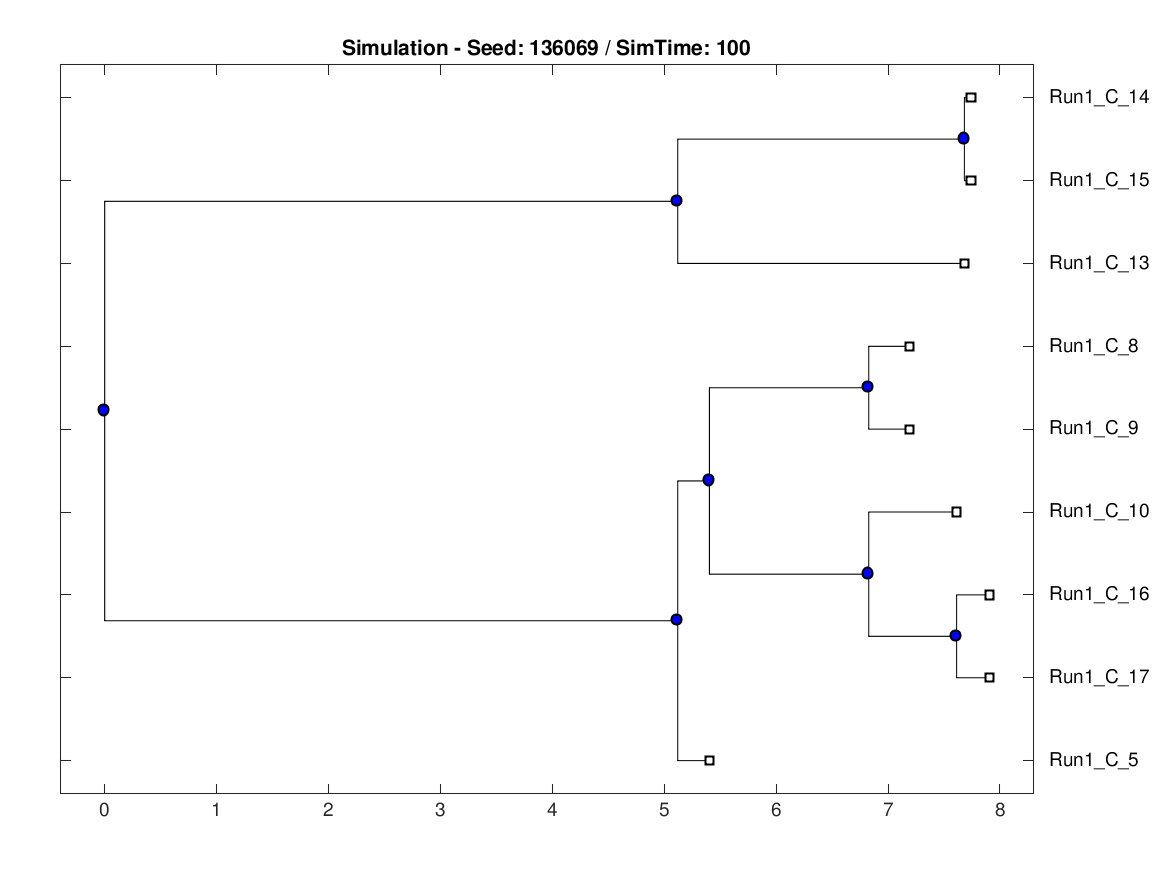 Simulation - Seed: 136069 / SimTime: 100
Run1_C_14
Run1_C_15
Run1_C_13
Run1_C_8
Run1_C_9
Run1_C_10
Run1_C_16
Run1_C_17
Run1_C_5
0 1 2 3 4 5 6 7 8